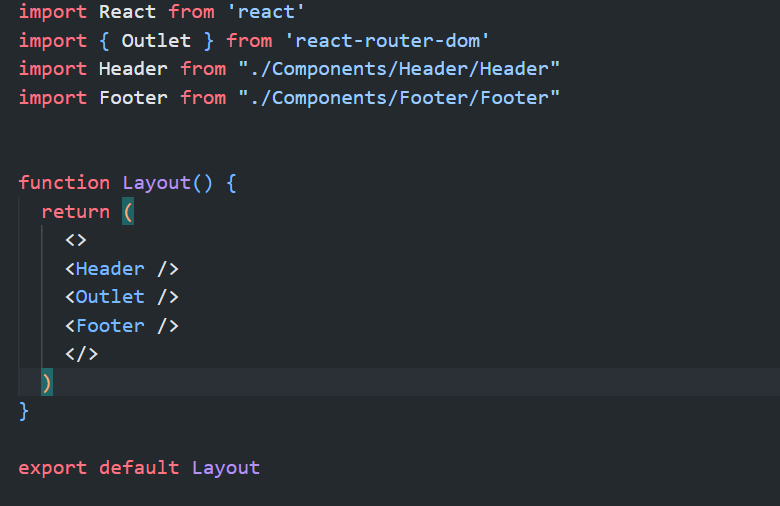 import React from 'react'
import { Outlet } from 'react-router-dom'
import Header from "./Components/Header/Header"
import Footer from "./Components/Footer/Footer"
function Layout() {
return (
<>
<Header />
<Outlet />
<Footer />
</>
)
}
export default Layout